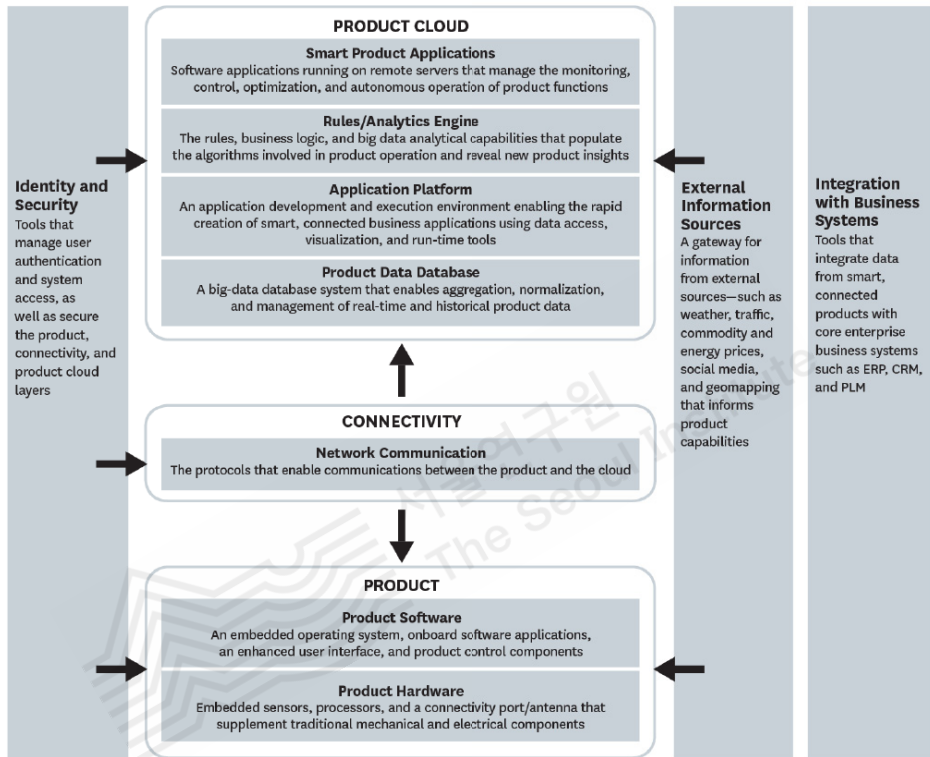 PRODUCT CLOUD
Smart Product Applications
Software applications running on remote servers that manage the monitoring,
control, optimization, and autonomous operation of product functions
Rules/Analytics Engine
The rules, business logic, and big data analytical capabilities that populate
the algorithms involved in product operation and reveal new product insights
Application Platform
An application development and execution environment enabling the rapid
creation of smart, connected business applications using data access,
visualization, and run-time tools
Product Data Database
A big-data database system that enables aggregation, normalization,
and management of real-time and historical product data
Identity and
Security
Tools that
manage user
authentication
and system
access, as
well as secure
the product,
connectivity, and
product cloud
layers
External
Information
Sources
A gateway for
information
from external
sources—such as
weather, traffic,
commodity and
energy prices,
social media,
and geomapping
that informs
product
capabilities
Integration
with Business
Systems
Tools that
integrate data
from smart,
connected
products with
core enterprise
business systems
such as ERP, CRM,
and PLM
CONNECTIVITY
Network Communication
The protocols that enable communications between the product and the cloud
PRODUCT
Product Software
An embedded operating system, onboard software applications,
an enhanced user interface, and product control components
Product Hardware
Embedded sensors, processors, and a connectivity port/antenna that
supplement traditional mechanical and electrical components
서울연구원
The Seoul Institute